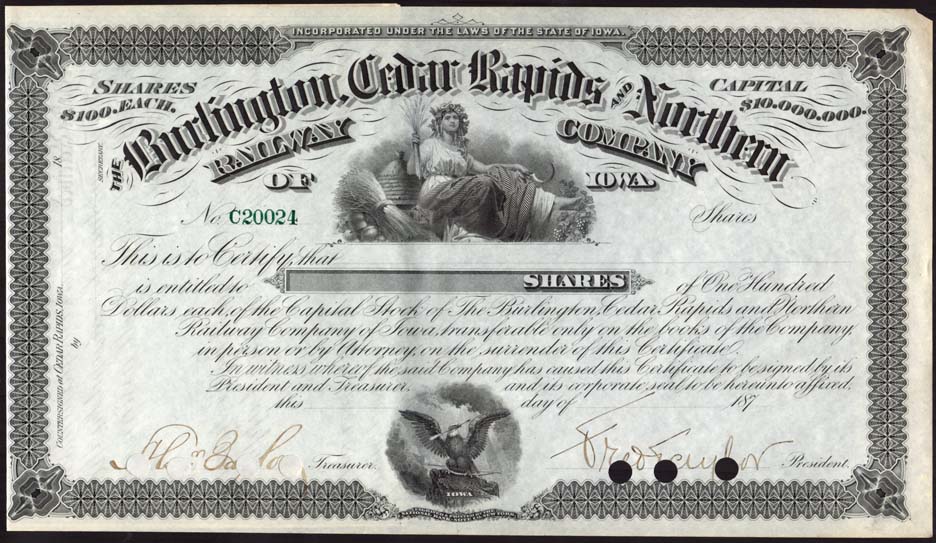 INCORPORATED UNDER THE LAWS OF THE STATE OF IOWA.
SHARES
$100. EACH.
CAPITAL
$10.000.000.
THE Burlington, Cedar Rapids AND Northern
RAILWAY COMPANY
OF IOWA.
No. C20024 Shares
This is to Certify, that
is entitled to SHARES of One Hundred
Dollars each, of the Capital Stock of The Burlington, Cedar Rapids and Northern
Railway Company of Iowa, transferable only on the books of the Company,
in person or by Attorney, on the surrender of this Certificate.
In witness whereof the said Company has caused this Certificate to be signed by its
President and Treasurer. and its corporate seal to be hereinto affixed,
this day of 187
Treasurer. Fred Taylor President.
IOWA
COUNTERSIGNED at CEDAR RAPIDS, IOWA.
18
by
SECRETARY.